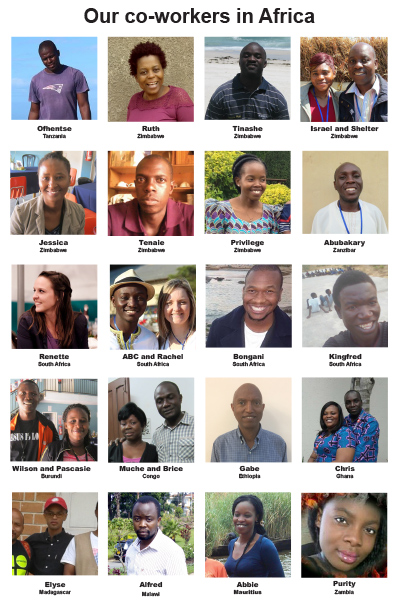 Our co-workers in Africa
Ofhentse
Tanzania
Ruth
Zimbabwe
Tinashe
Zimbabwe
Israel and Shelter
Zimbabwe
Jessica
Zimbabwe
Tenaie
Zimbabwe
Priviiege
Zimbabwe
Abubakary
Zanzibar
Renette
South Africa
ABC and Rachel
South Africa
Bongani
South Africa
Kingfred
South Africa
Wilson and Pascasie
Burundi
Muche and Brice
Congo
Gabe
Ethiopia
Chris
Ghana
Elyse
Madagascar
Alfred
Malawi
Abbie
Mauritius
Purity
Zambia